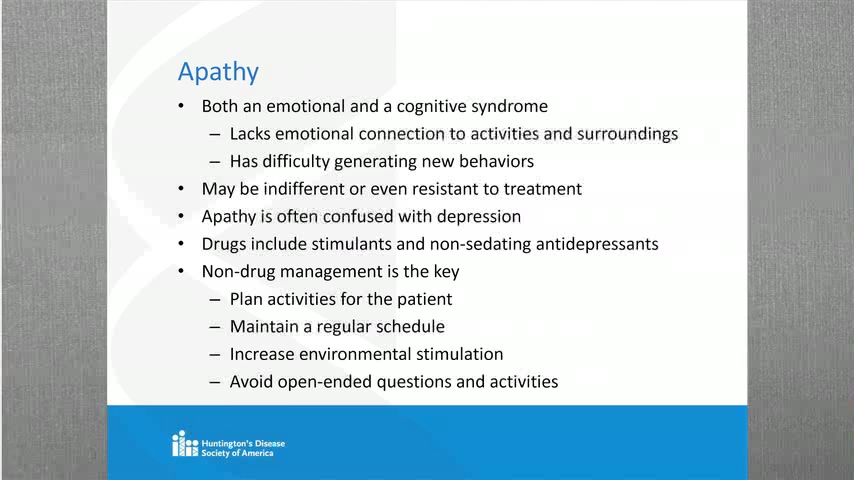 Apathy
• Both an emotional and a cognitive syndrome
– Lacks emotional connection to activities and surroundings
– Has difficulty generating new behaviors
• May be indifferent or even resistant to treatment
• Apathy is often confused with depression
• Drugs include stimulants and non-sedating antidepressants
• Non-drug management is the key
– Plan activities for the patient
– Maintain a regular schedule
– Increase environmental stimulation
– Avoid open-ended questions and activities
Huntington's Disease
Society of America